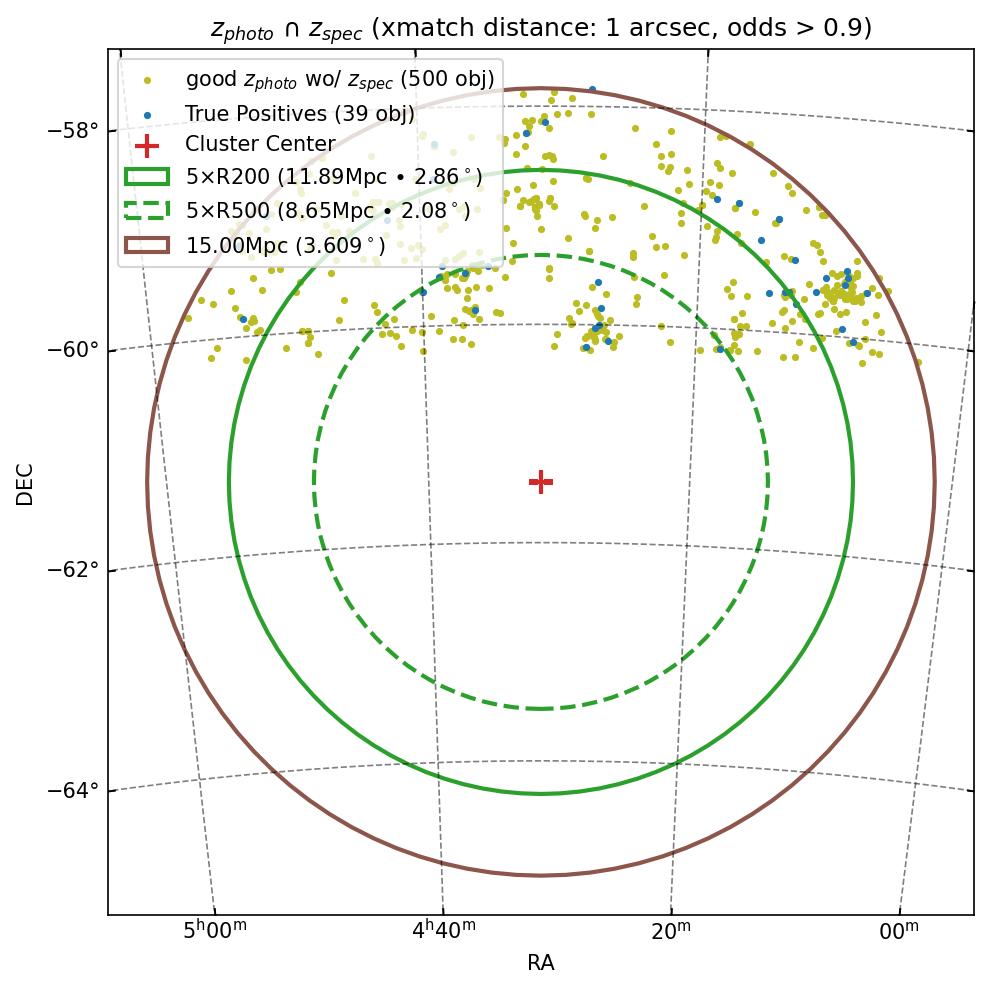 z_photo ∩ z_spec (xmatch distance: 1 arcsec, odds > 0.9)
good z_photo wo/ z_spec (500 obj)
True Positives (39 obj)
Cluster Center
5×R200 (11.89Mpc • 2.86°)
5×R500 (8.65Mpc • 2.08°)
15.00Mpc (3.609°)
−58°
−60°
−62°
−64°
DEC
5h00m
4h40m
20m
00m
RA